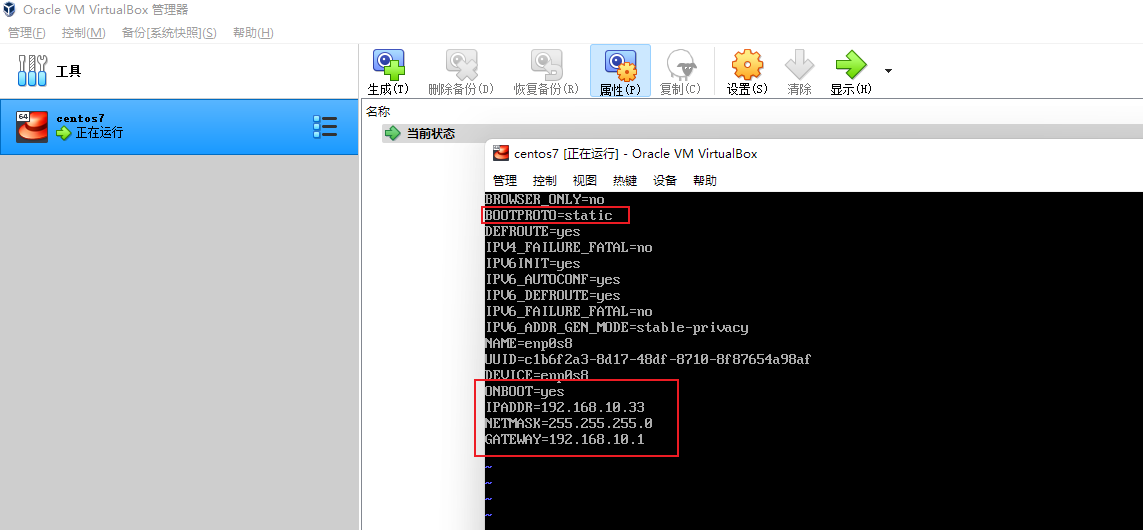 Oracle VM VirtualBox 管理器
管理(F) 控制(M) 备份[系统快照](S) 帮助(H)
工具
64
centos7
正在运行
生成(T) 删除备份(D) 恢复备份(R) 属性(P) 复制(C) 设置(S) 清除 显示(H)
名称
当前状态
centos7 [正在运行] - Oracle VM VirtualBox
管理 控制 视图 热键 设备 帮助
BROWSER_ONLY=no
BOOTPROTO=static
DEFROUTE=yes
IPV4_FAILURE_FATAL=no
IPV6INIT=yes
IPV6_AUTOCONF=yes
IPV6_DEFROUTE=yes
IPV6_FAILURE_FATAL=no
IPV6_ADDR_GEN_MODE=stable-privacy
NAME=enp0s8
UUID=c1b6f2a3-8d17-48df-8710-8f87654a98af
DEVICE=enp0s8
ONBOOT=yes
IPADDR=192.168.10.33
NETMASK=255.255.255.0
GATEWAY=192.168.10.1
~
~
~
~